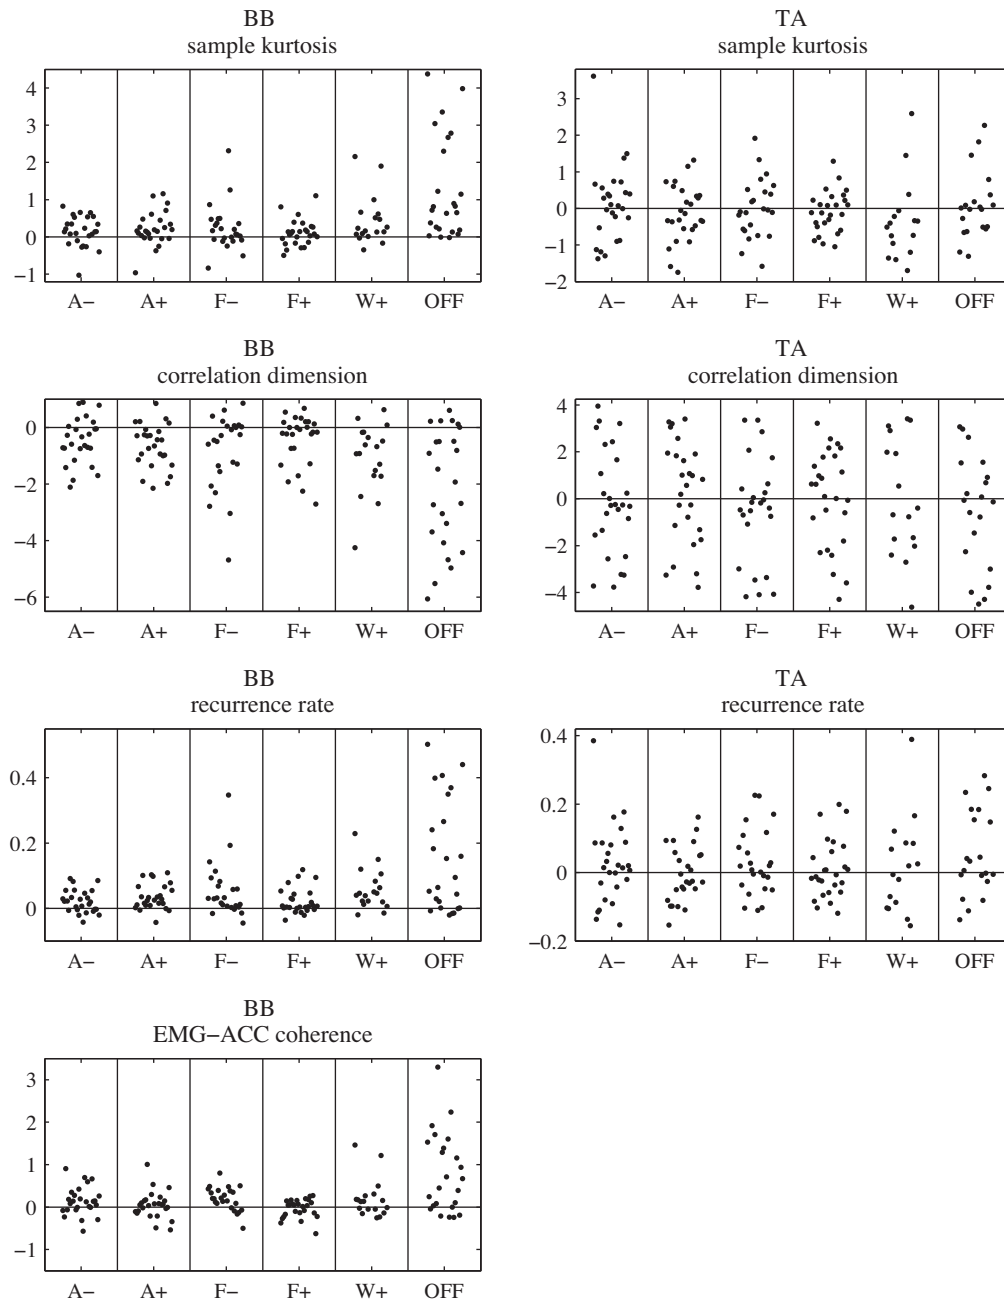 BB
sample kurtosis
4
3
2
1
0
−1
A− A+ F− F+ W+ OFF
TA
sample kurtosis
3
2
1
0
−1
−2
A− A+ F− F+ W+ OFF
BB
correlation dimension
0
−2
−4
−6
A− A+ F− F+ W+ OFF
TA
correlation dimension
4
2
0
−2
−4
A− A+ F− F+ W+ OFF
BB
recurrence rate
0.4
0.2
0
A− A+ F− F+ W+ OFF
TA
recurrence rate
0.4
0.2
0
−0.2
A− A+ F− F+ W+ OFF
BB
EMG−ACC coherence
3
2
1
0
−1
A− A+ F− F+ W+ OFF